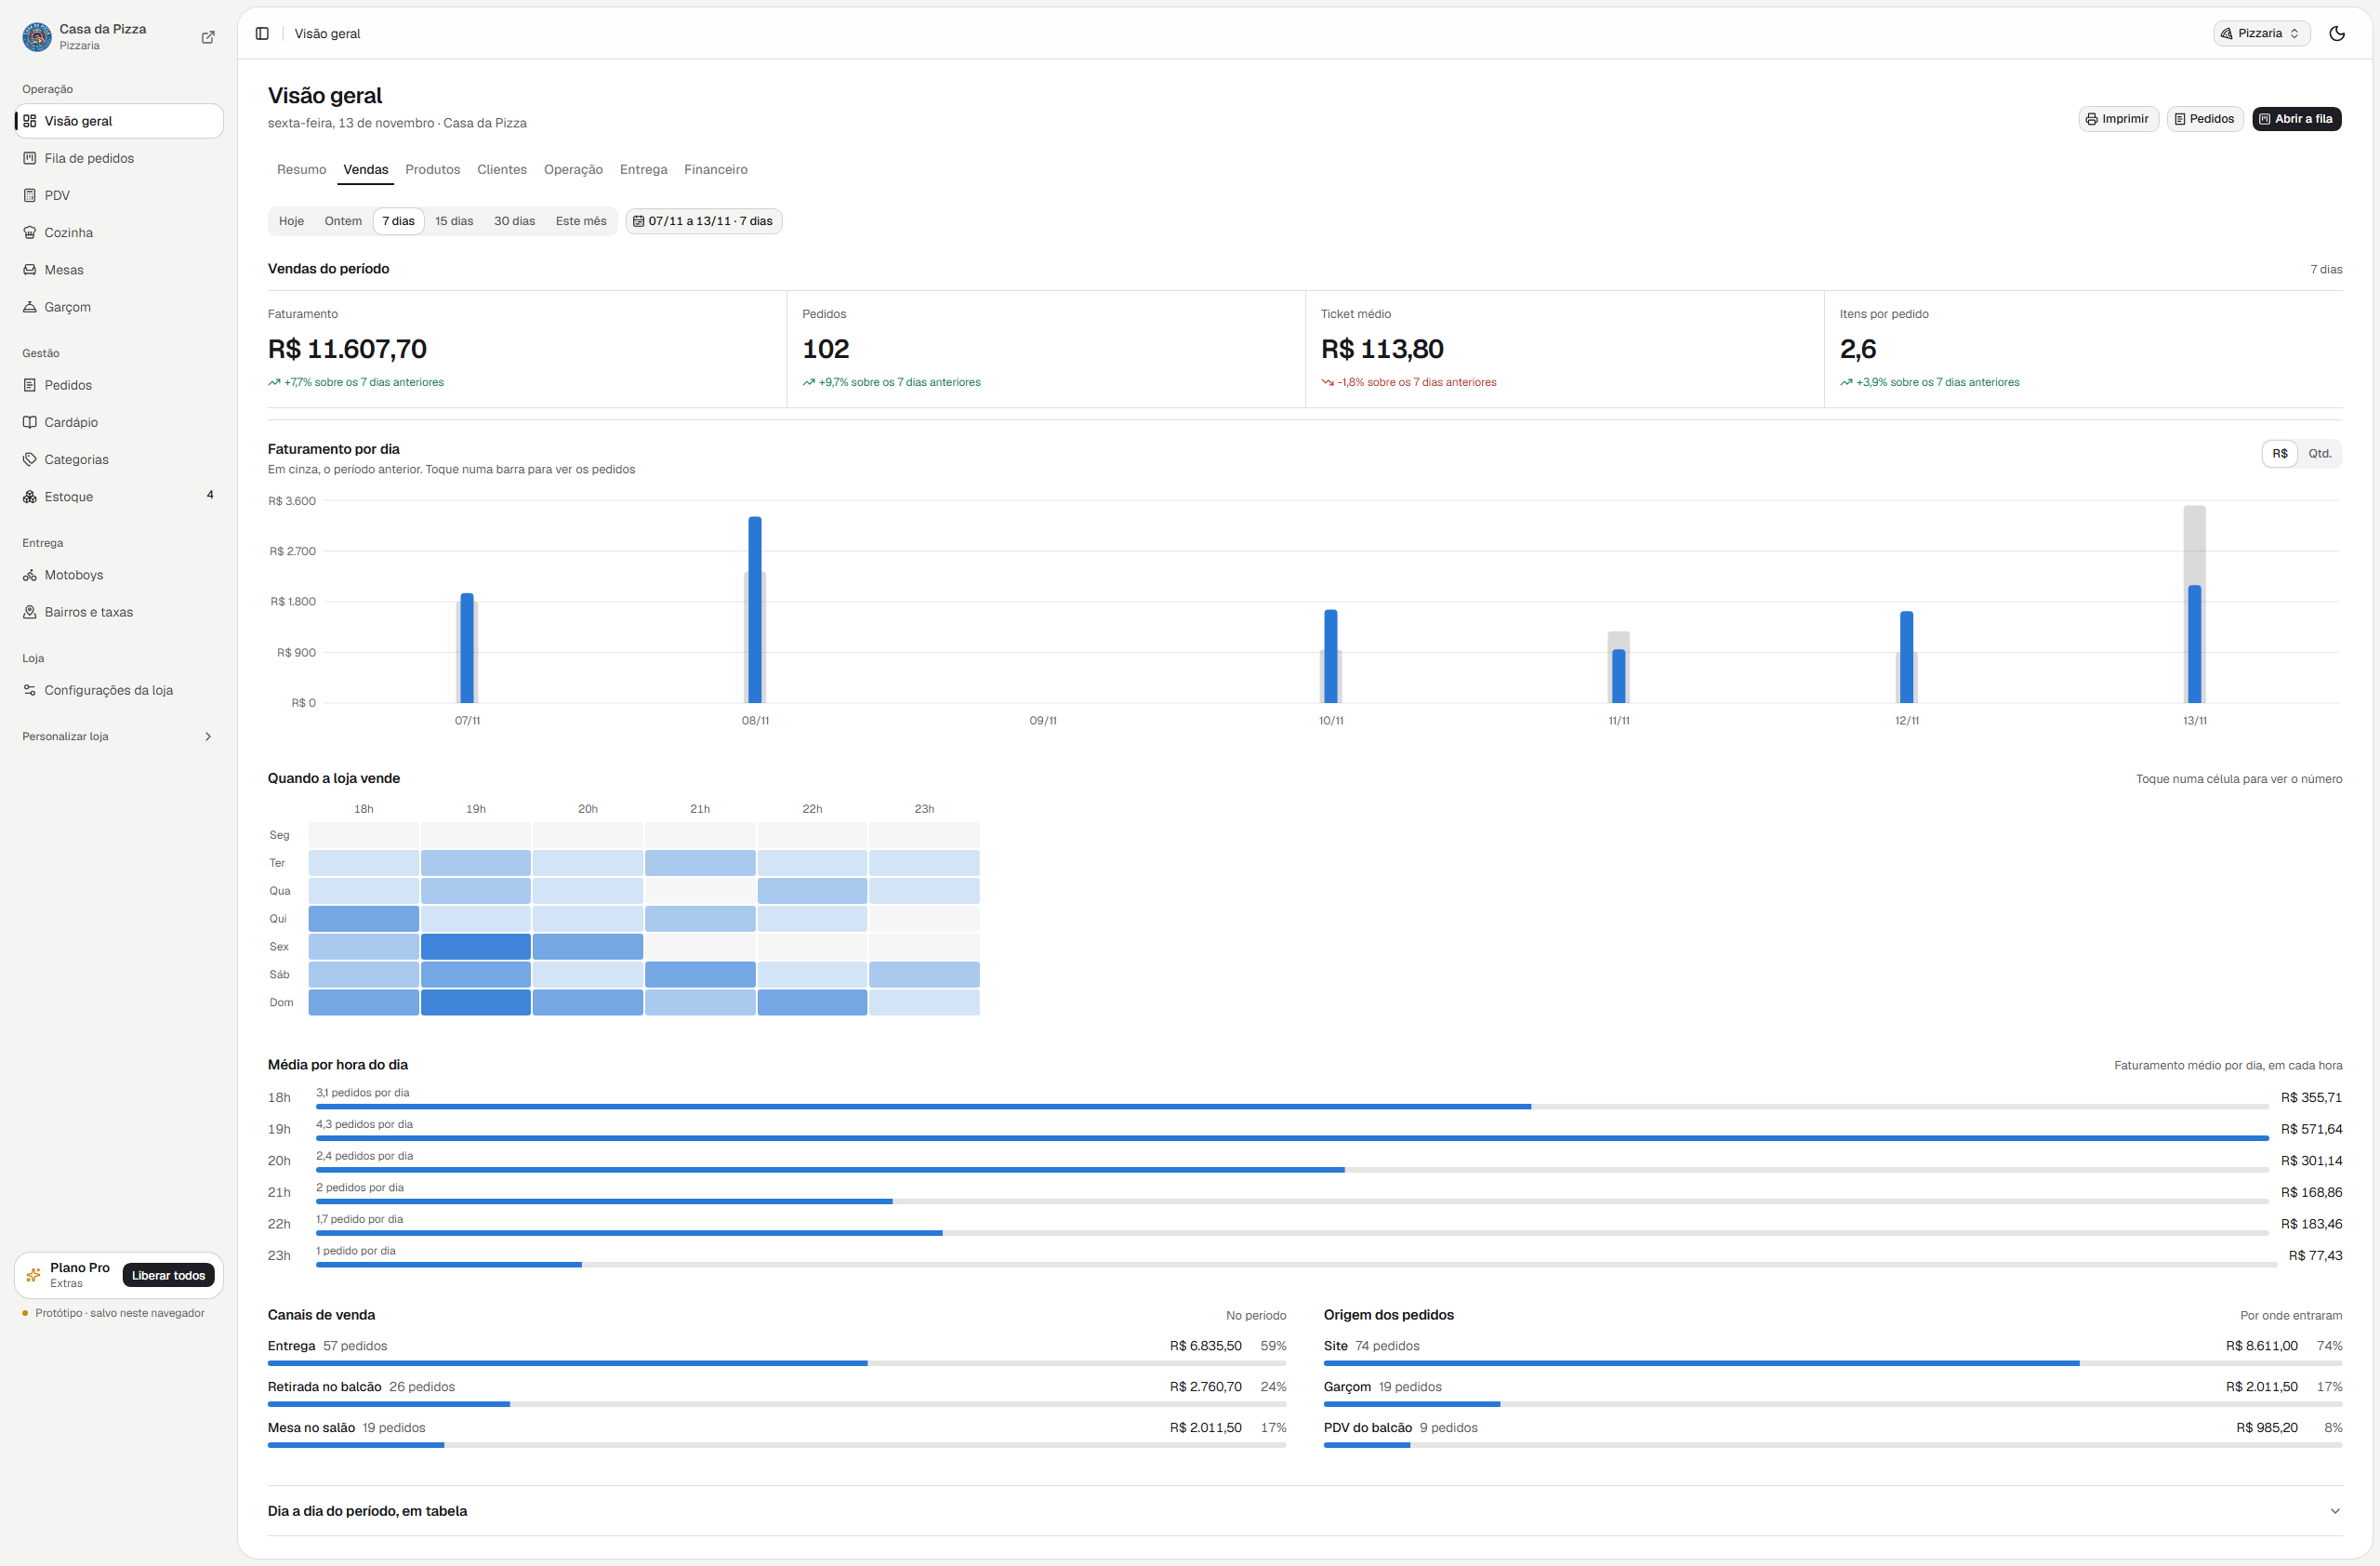 Casa da Pizza
Pizzaria
Operação
Visão geral
Fila de pedidos
PDV
Cozinha
Mesas
Garçom
Gestão
Pedidos
Cardápio
Categorias
Estoque 4
Entrega
Motoboys
Bairros e taxas
Loja
Configurações da loja
Personalizar loja
Plano Pro
Extras
Liberar todos
Protótipo · salvo neste navegador
Visão geral
Pizzaria
Visão geral
sexta-feira, 13 de novembro · Casa da Pizza
Imprimir Pedidos Abrir a fila
Resumo Vendas Produtos Clientes Operação Entrega Financeiro
Hoje Ontem 7 dias 15 dias 30 dias Este mês 07/11 a 13/11 · 7 dias
Vendas do período 7 dias
Faturamento Pedidos Ticket médio Itens por pedido
R$ 11.607,70 102 R$ 113,80 2,6
+7,7% sobre os 7 dias anteriores +9,7% sobre os 7 dias anteriores -1,8% sobre os 7 dias anteriores +3,9% sobre os 7 dias anteriores
Faturamento por dia
Em cinza, o período anterior. Toque numa barra para ver os pedidos
R$ Qtd.
R$ 3.600
R$ 2.700
R$ 1.800
R$ 900
R$ 0
07/11 08/11 09/11 10/11 11/11 12/11 13/11
Quando a loja vende Toque numa célula para ver o número
18h 19h 20h 21h 22h 23h
Seg
Ter
Qua
Qui
Sex
Sáb
Dom
Média por hora do dia Faturamento médio por dia, em cada hora
18h 3,1 pedidos por dia R$ 355,71
19h 4,3 pedidos por dia R$ 571,64
20h 2,4 pedidos por dia R$ 301,14
21h 2 pedidos por dia R$ 168,86
22h 1,7 pedido por dia R$ 183,46
23h 1 pedido por dia R$ 77,43
Canais de venda No período
Entrega 57 pedidos R$ 6.835,50 59%
Retirada no balcão 26 pedidos R$ 2.760,70 24%
Mesa no salão 19 pedidos R$ 2.011,50 17%
Origem dos pedidos Por onde entraram
Site 74 pedidos R$ 8.611,00 74%
Garçom 19 pedidos R$ 2.011,50 17%
PDV do balcão 9 pedidos R$ 985,20 8%
Dia a dia do período, em tabela